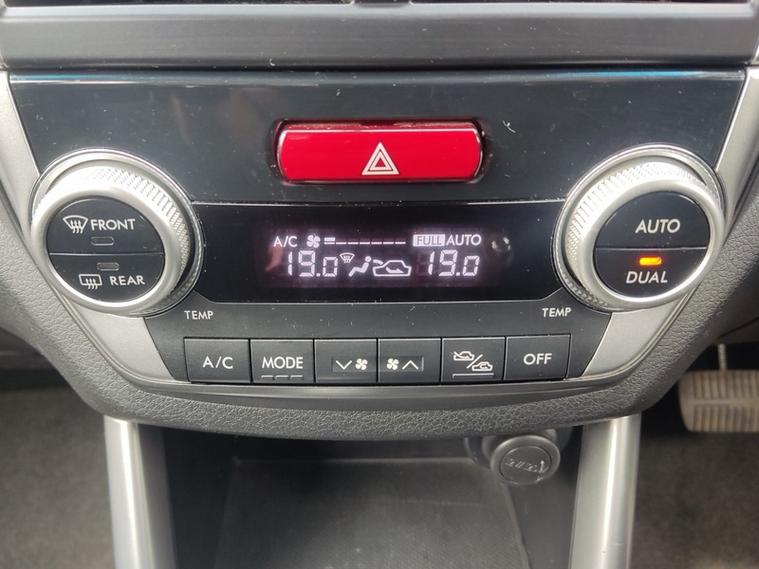 FRONT
REAR
A/C
FULL AUTO
19.0
19.0
AUTO
DUAL
TEMP
TEMP
A/C
MODE
OFF